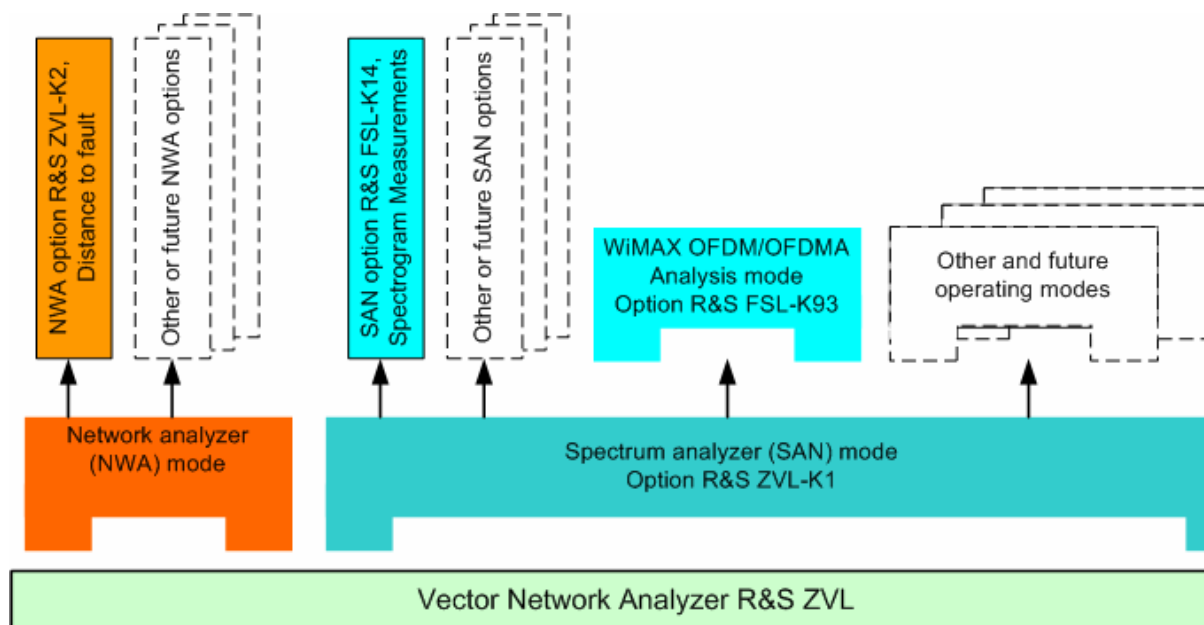 NWA option R&S ZVL-K2,
Distance to fault
Other or future NWA options
SAN option R&S FSL-K14,
Spectrogram Measurements
Other or future SAN options
WiMAX OFDM/OFDMA
Analysis mode
Option R&S FSL-K93
Other and future
operating modes
Network analyzer
(NWA) mode
Spectrum analyzer (SAN) mode
Option R&S ZVL-K1
Vector Network Analyzer R&S ZVL